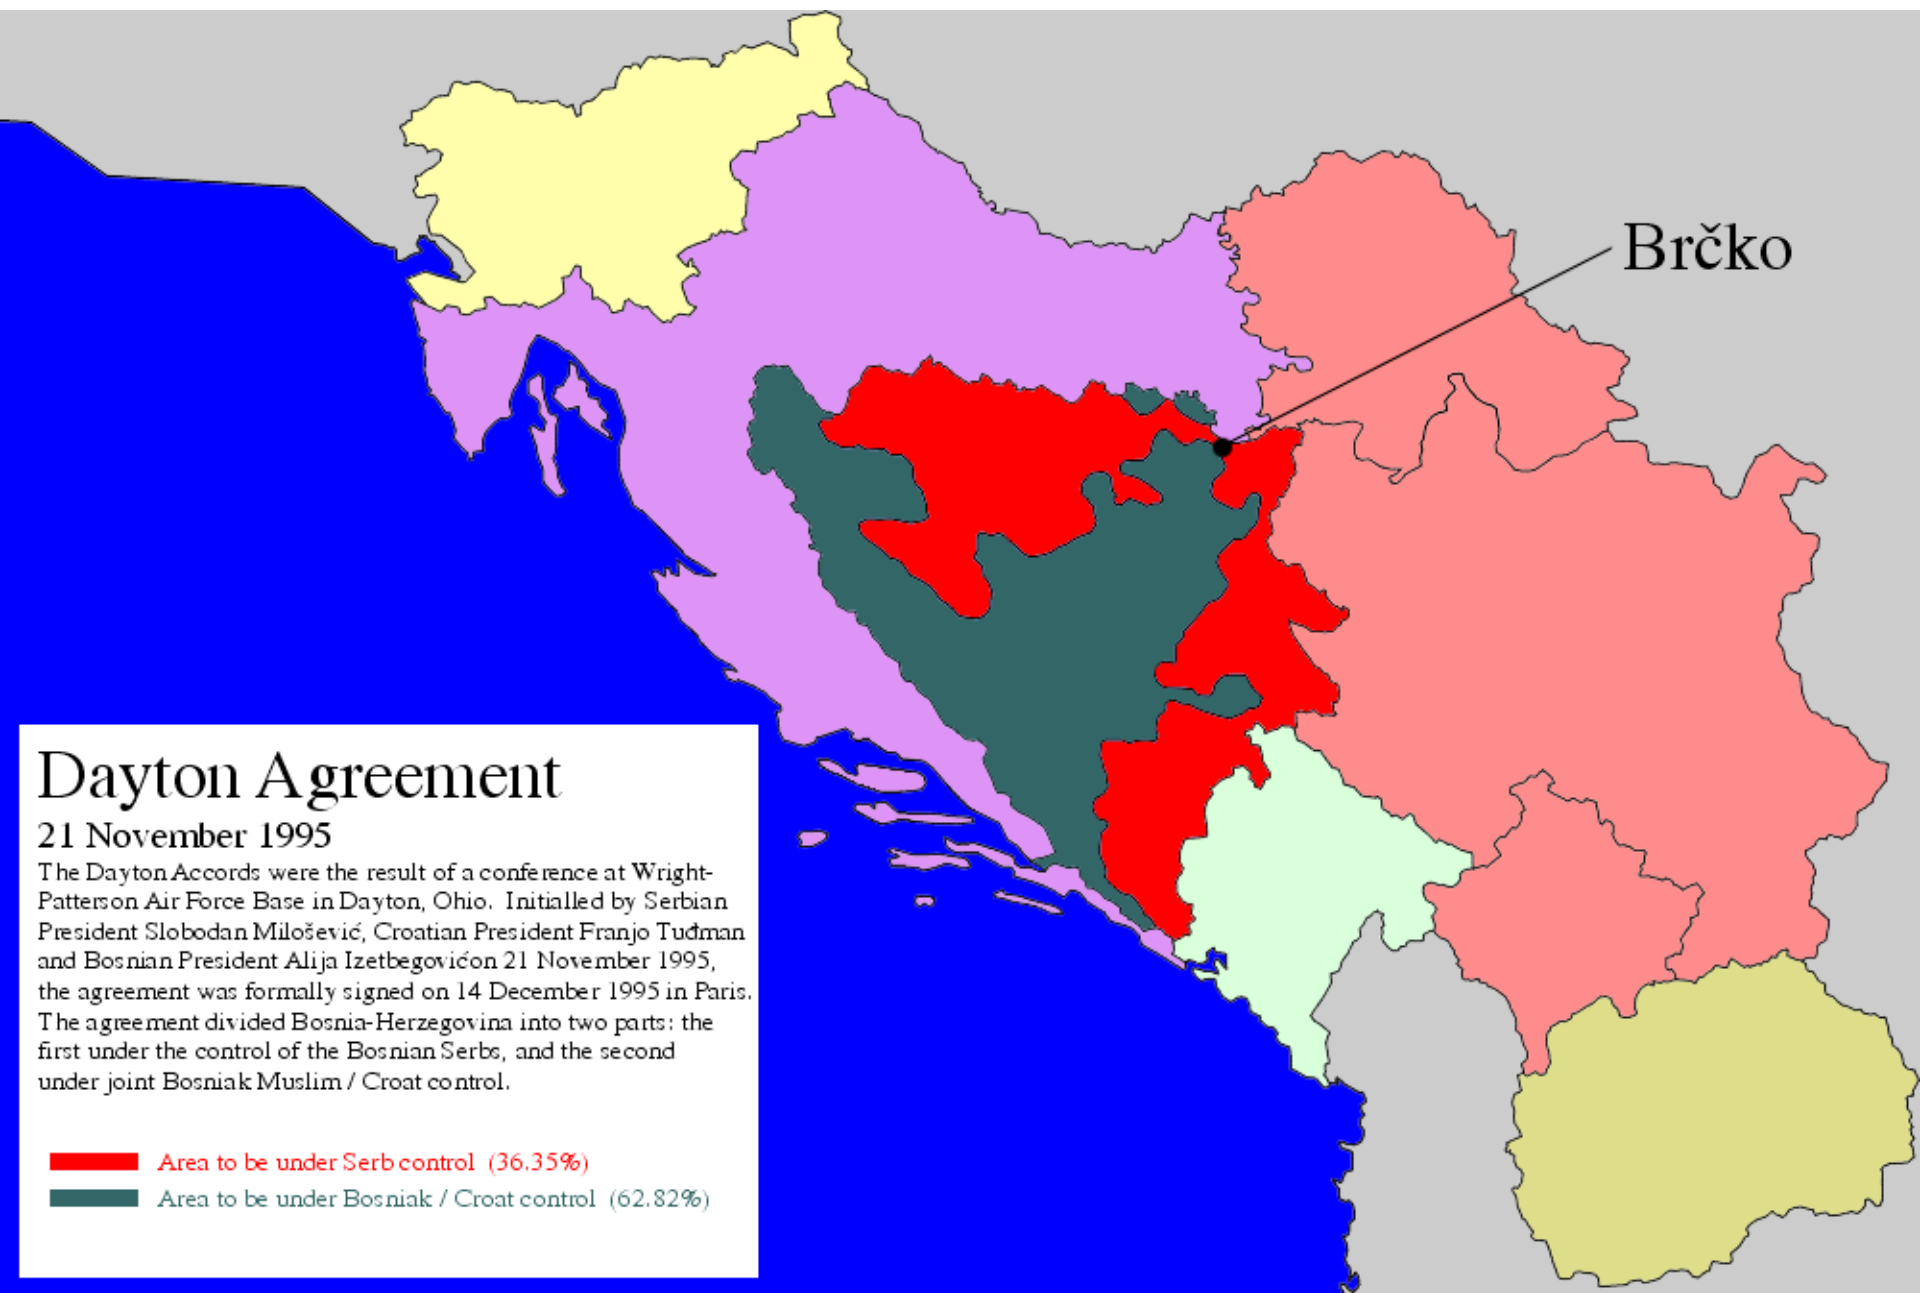 Brčko
Dayton Agreement
21 November 1995
The Dayton Accords were the result of a conference at Wright-
Patterson Air Force Base in Dayton, Ohio. Initialled by Serbian
President Slobodan Milošević, Croatian President Franjo Tuđman
and Bosnian President Alija Izetbegovićon 21 November 1995,
the agreement was formally signed on 14 December 1995 in Paris.
The agreement divided Bosnia-Herzegovina into two parts: the
first under the control of the Bosnian Serbs, and the second
under joint Bosniak Muslim / Croat control.
Area to be under Serb control (36.35%)
Area to be under Bosniak / Croat control (62.82%)